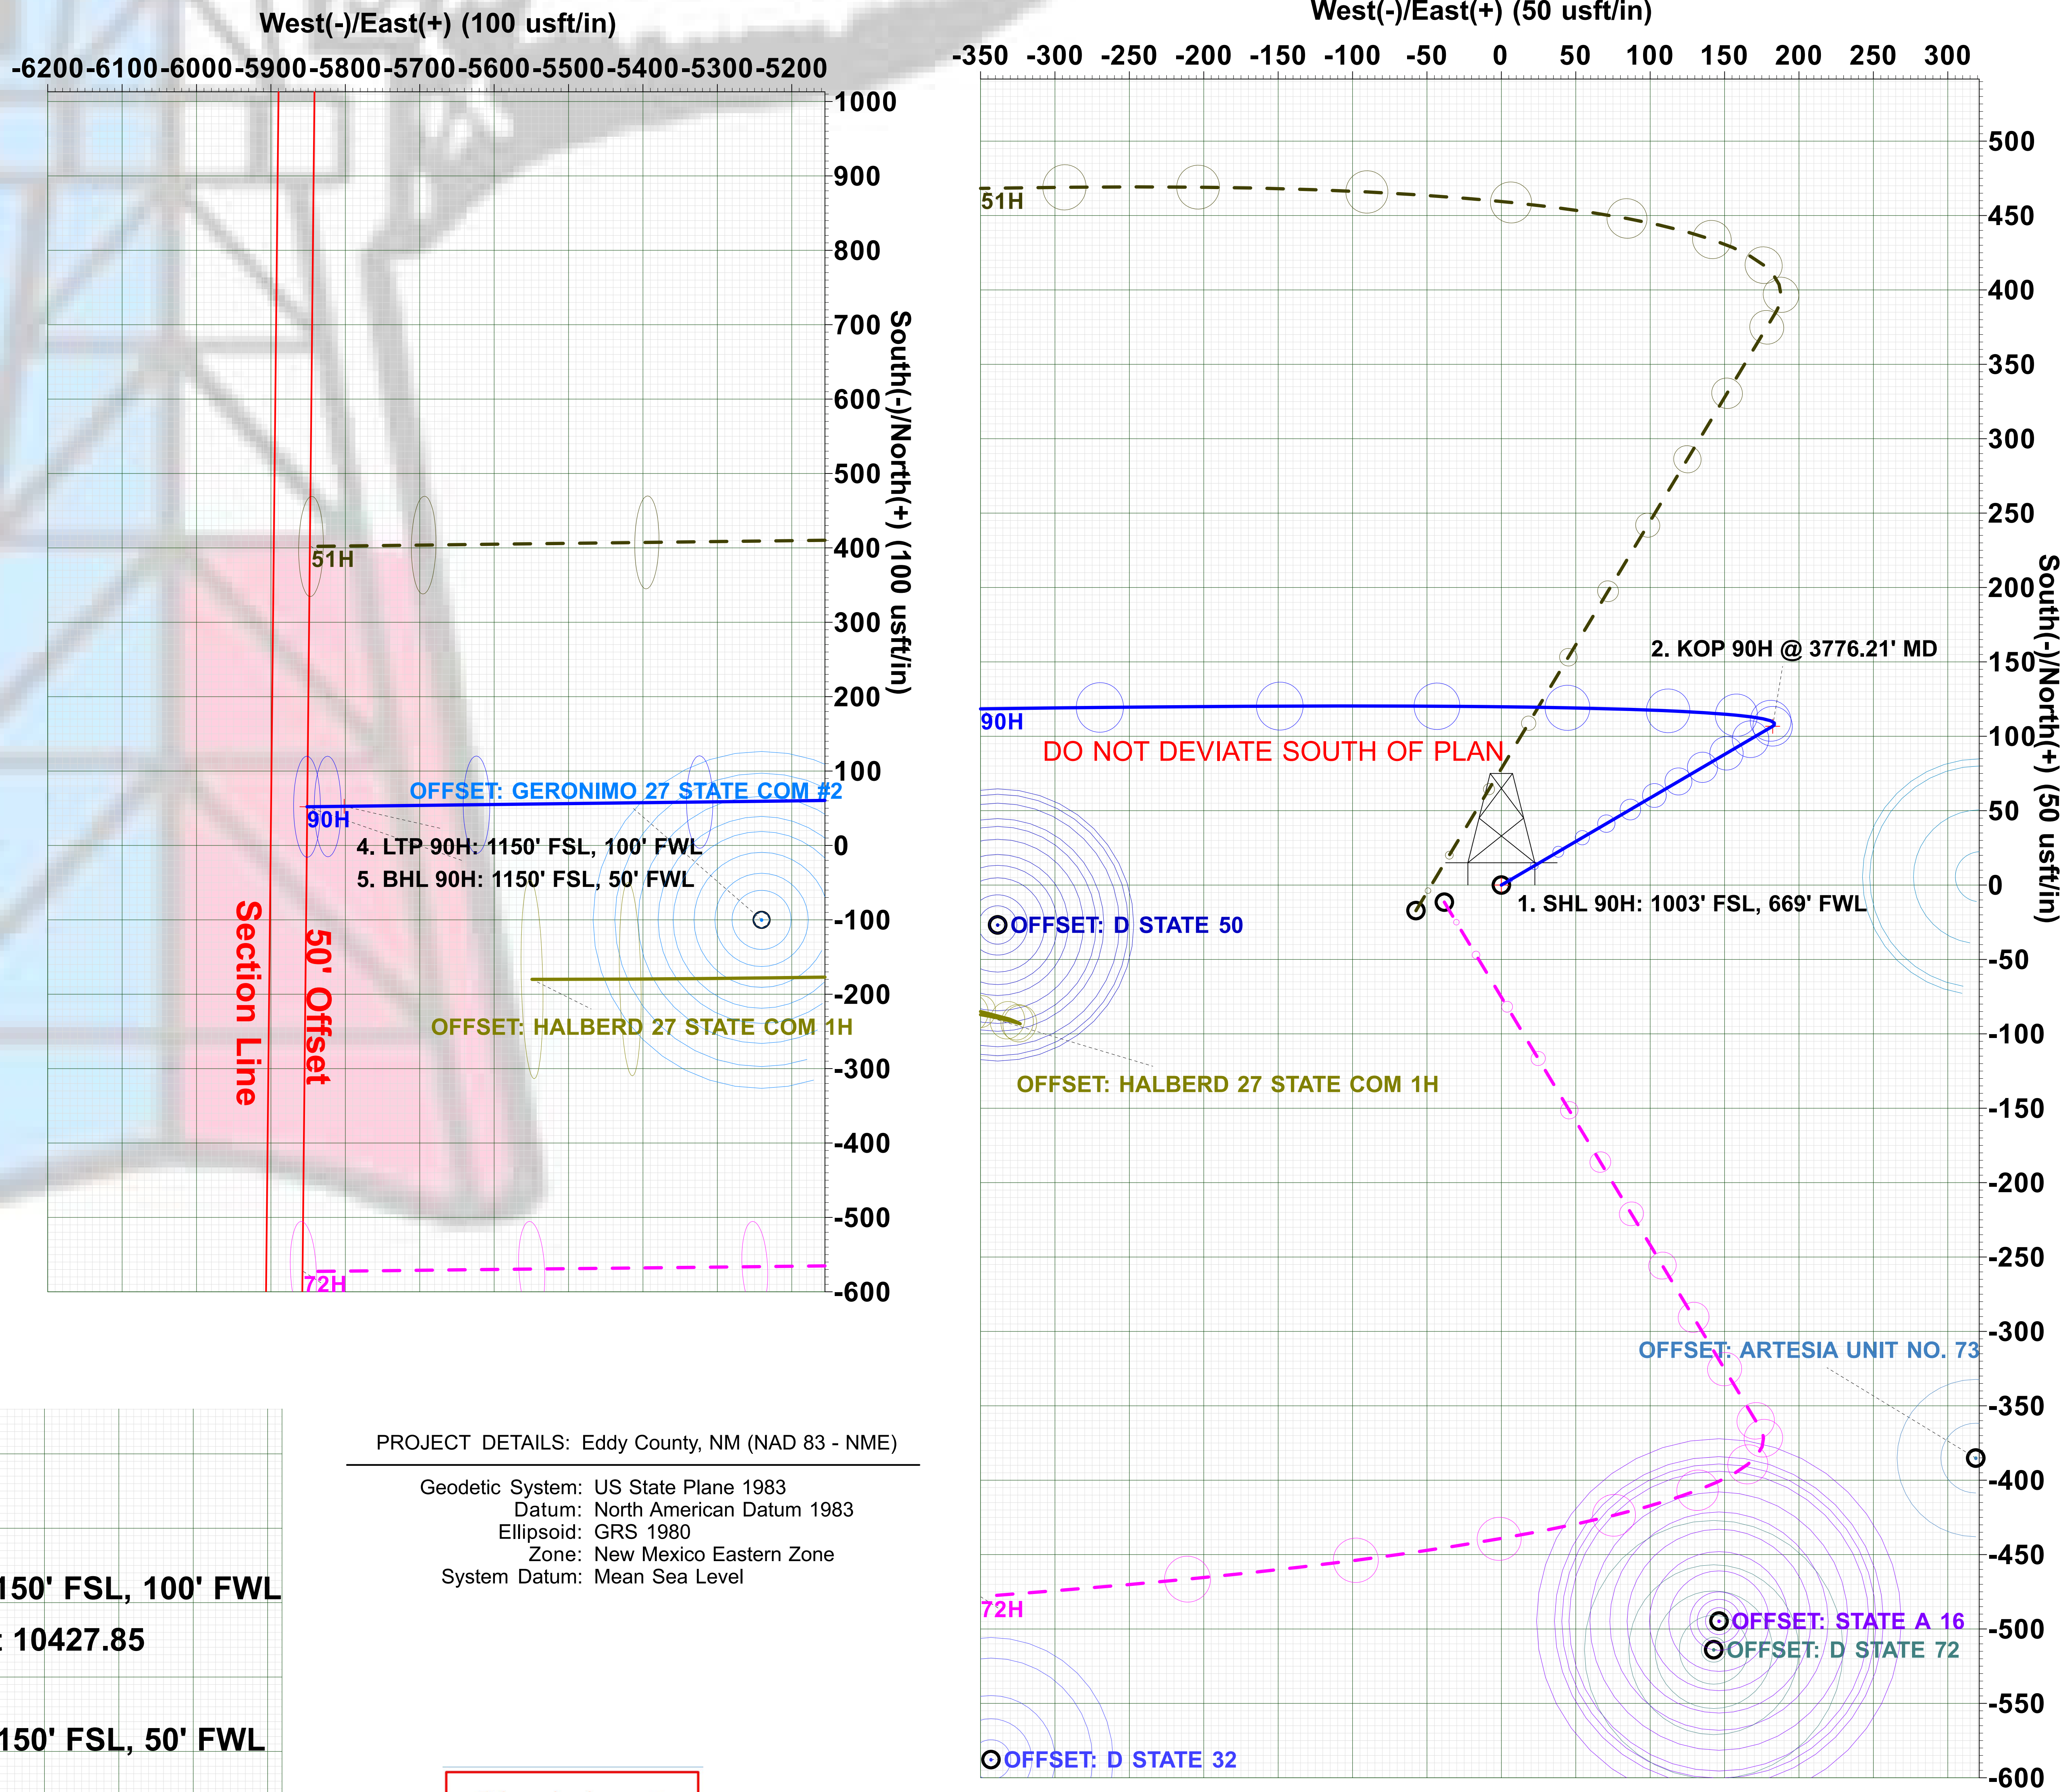 West(-)/East(+) (100 usft/in)
-6200 -6100 -6000 -5900 -5800 -5700 -5600 -5500 -5400 -5300 -5200
1000
900
800
700
600
500
400
300
200
100
0
-100
-200
-300
-400
-500
-600
South(-)/North(+) (100 usft/in)
51H
OFFSET: GERONIMO 27 STATE COM #2
90H
4. LTP 90H: 1150' FSL, 100' FWL
5. BHL 90H: 1150' FSL, 50' FWL
Section Line
50' Offset
OFFSET: HALBERD 27 STATE COM 1H
72H
West(-)/East(+) (50 usft/in)
-350 -300 -250 -200 -150 -100 -50 0 50 100 150 200 250 300
500
450
400
350
300
250
200
150
100
50
0
-50
-100
-150
-200
-250
-300
-350
-400
-450
-500
-550
-600
South(-)/North(+) (50 usft/in)
51H
2. KOP 90H @ 3776.21' MD
90H
DO NOT DEVIATE SOUTH OF PLAN
1. SHL 90H: 1003' FSL, 669' FWL
OFFSET: D STATE 50
OFFSET: HALBERD 27 STATE COM 1H
OFFSET: ARTESIA UNIT NO. 73
72H
OFFSET: STATE A 16
OFFSET: D STATE 72
OFFSET: D STATE 32
PROJECT DETAILS: Eddy County, NM (NAD 83 - NME)
Geodetic System: US State Plane 1983
Datum: North American Datum 1983
Ellipsoid: GRS 1980
Zone: New Mexico Eastern Zone
System Datum: Mean Sea Level
150' FSL, 100' FWL
: 10427.85
150' FSL, 50' FWL